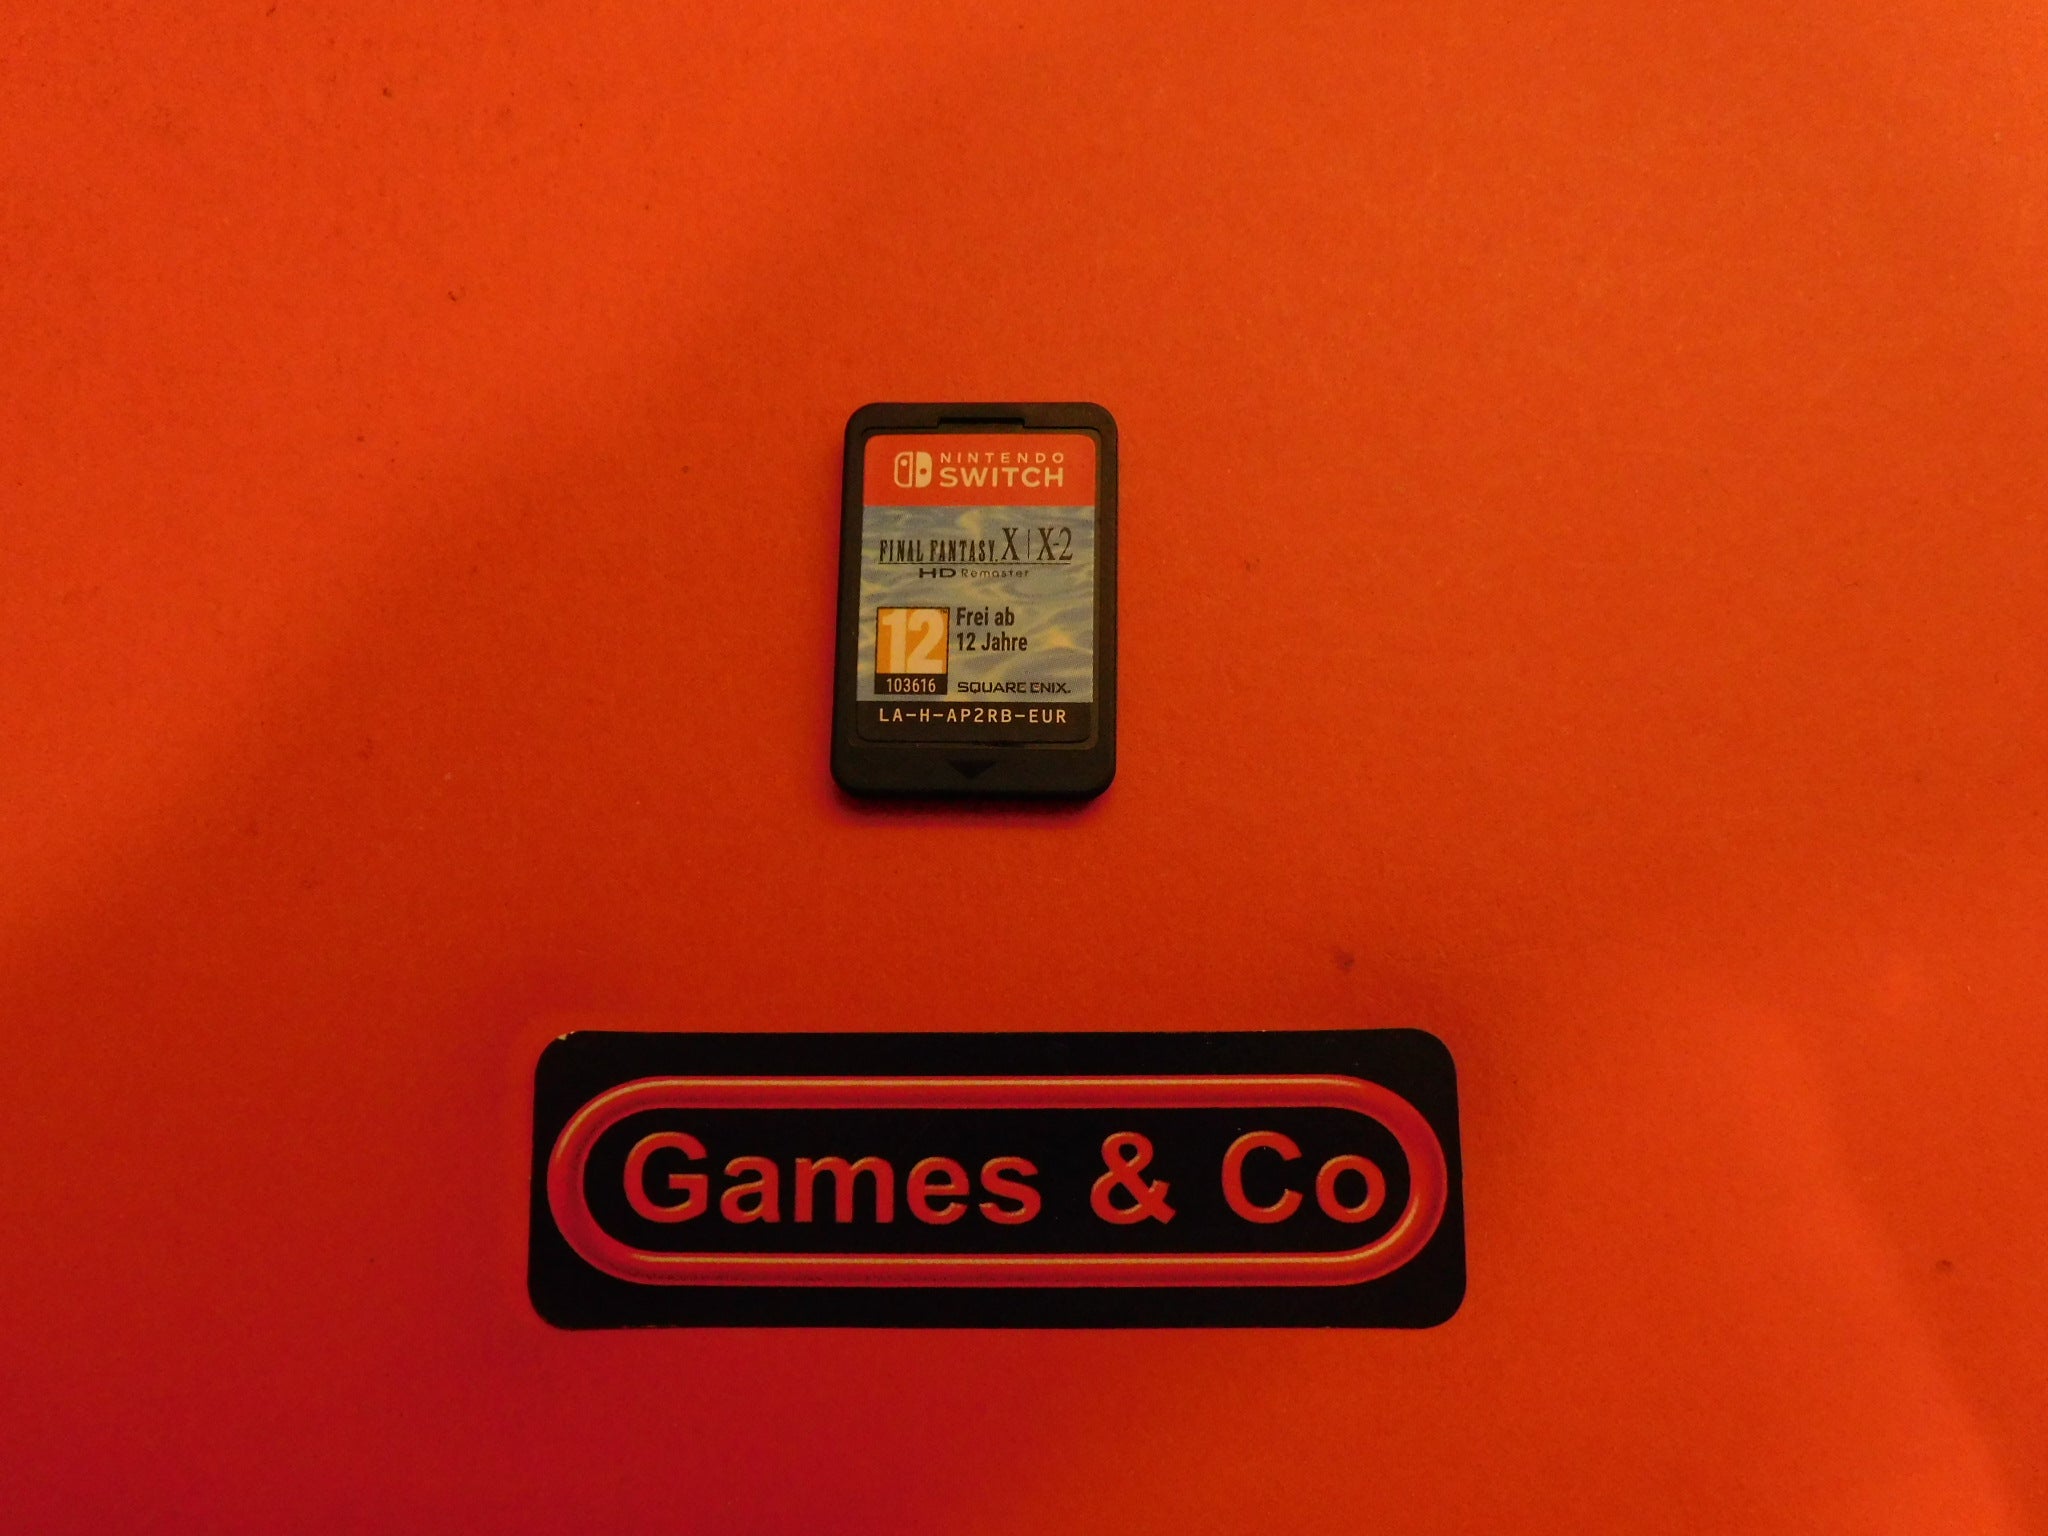 NINTENDO
SWITCH
FINAL FANTASY X | X-2
HD Remaster
12 Frei ab
12 Jahre
103616 SQUARE ENIX.
LA-H-AP2RB-EUR
Games & Co